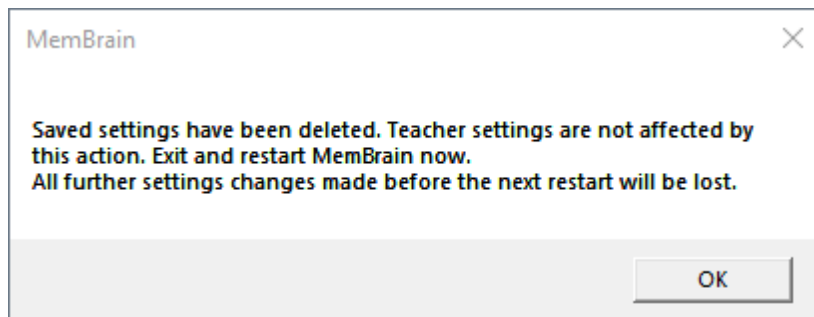 MemBrain
Saved settings have been deleted. Teacher settings are not affected by
this action. Exit and restart MemBrain now.
All further settings changes made before the next restart will be lost.
OK